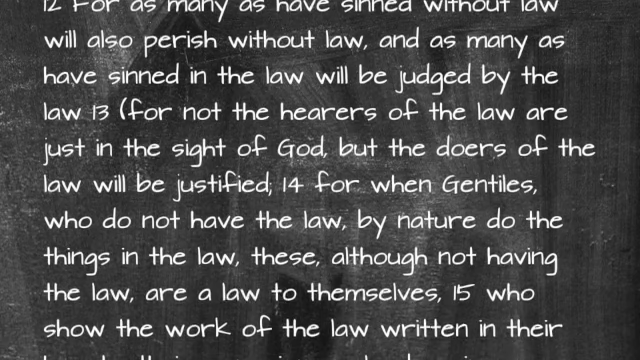 12 For as many as have sinned without law
will also perish without law, and as many as
have sinned in the law will be judged by the
law 13 (for not the hearers of the law are
just in the sight of God, but the doers of the
law will be justified; 14 for when Gentiles,
who do not have the law, by nature do the
things in the law, these, although not having
the law, are a law to themselves, 15 who
show the work of the law written in their